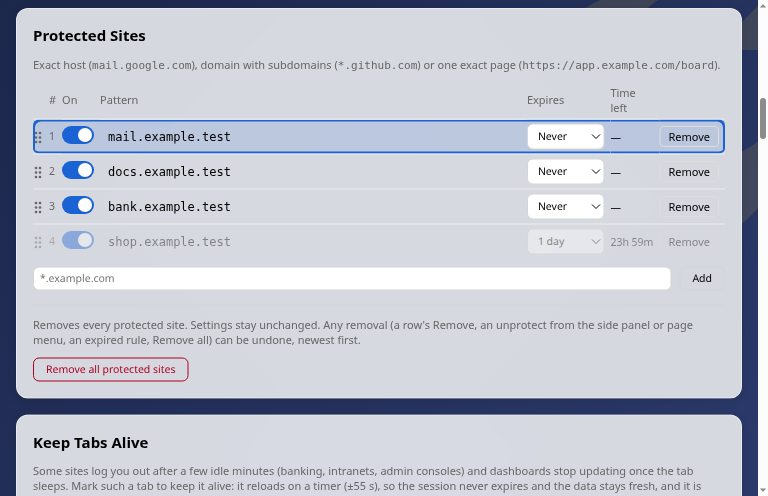 Protected Sites
Exact host (mail.google.com), domain with subdomains (*.github.com) or one exact page (https://app.example.com/board).
# On Pattern Expires Time left
1 mail.example.test Never — Remove
2 docs.example.test Never — Remove
3 bank.example.test Never — Remove
4 shop.example.test 1 day 23h 59m Remove
*.example.com Add
Removes every protected site. Settings stay unchanged. Any removal (a row's Remove, an unprotect from the side panel or page
menu, an expired rule, Remove all) can be undone, newest first.
Remove all protected sites
Keep Tabs Alive
Some sites log you out after a few idle minutes (banking, intranets, admin consoles) and dashboards stop updating once the tab
sleeps. Mark such a tab to keep it alive: it reloads on a timer (±55 s), so the session never expires and the data stays fresh, and it is